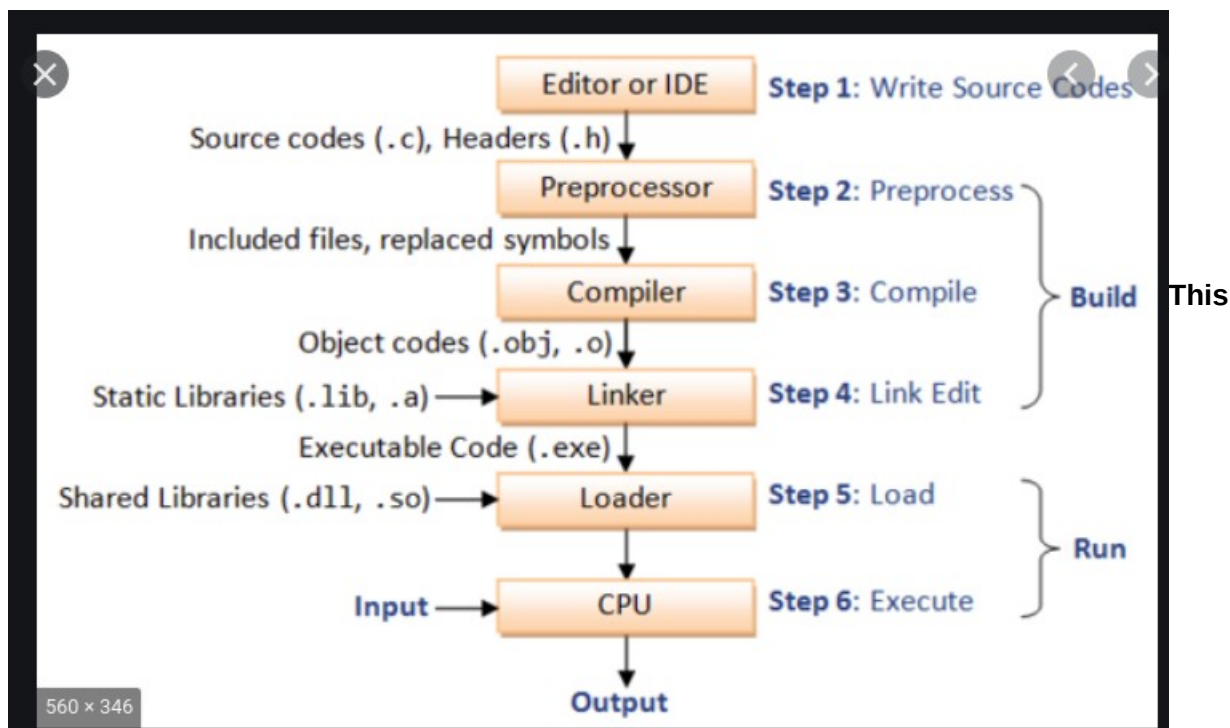 Editor or IDE Step 1: Write Source Codes
Source codes (.c), Headers (.h)
Preprocessor Step 2: Preprocess
Included files, replaced symbols
Compiler Step 3: Compile
Build This
Object codes (.obj, .o)
Static Libraries (.lib, .a) Linker Step 4: Link Edit
Executable Code (.exe)
Shared Libraries (.dll, .so) Loader Step 5: Load
Run
Input CPU Step 6: Execute
Output
560 × 346